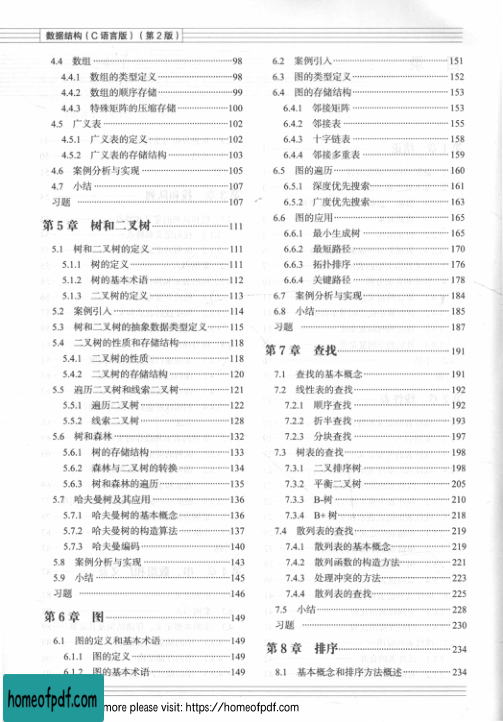 数据结构（C 语言版）（第 2 版）
4.4 数组 98
4.4.1 数组的类型定义 98
4.4.2 数组的顺序存储 99
4.4.3 特殊矩阵的压缩存储 100
4.5 广义表 102
4.5.1 广义表的定义 102
4.5.2 广义表的存储结构 103
4.6 案例分析与实现 105
4.7 小结 107
习题 107
第 5 章 树和二叉树 111
5.1 树和二叉树的定义 111
5.1.1 树的定义 111
5.1.2 树的基本术语 112
5.1.3 二叉树的定义 113
5.2 案例引入 114
5.3 树和二叉树的抽象数据类型定义 115
5.4 二叉树的性质和存储结构 118
5.4.1 二叉树的性质 118
5.4.2 二叉树的存储结构 120
5.5 遍历二叉树和线索二叉树 121
5.5.1 遍历二叉树 122
5.5.2 线索二叉树 128
5.6 树和森林 132
5.6.1 树的存储结构 133
5.6.2 森林与二叉树的转换 134
5.6.3 树和森林的遍历 135
5.7 哈夫曼树及其应用 136
5.7.1 哈夫曼树的基本概念 136
5.7.2 哈夫曼树的构造算法 137
5.7.3 哈夫曼编码 140
5.8 案例分析与实现 143
5.9 小结 145
习题 146
第 6 章 图 149
6.1 图的定义和基本术语 149
6.1.1 图的定义 149
6.1.2 图的基本术语 149
6.2 案例引入 151
6.3 图的类型定义 152
6.4 图的存储结构 153
6.4.1 邻接矩阵 153
6.4.2 邻接表 155
6.4.3 十字链表 158
6.4.4 邻接多重表 159
6.5 图的遍历 160
6.5.1 深度优先搜索 161
6.5.2 广度优先搜索 163
6.6 图的应用 165
6.6.1 最小生成树 165
6.6.2 最短路径 170
6.6.3 拓扑排序 176
6.6.4 关键路径 178
6.7 案例分析与实现 184
6.8 小结 185
习题 187
第 7 章 查找 191
7.1 查找的基本概念 191
7.2 线性表的查找 192
7.2.1 顺序查找 192
7.2.2 折半查找 193
7.2.3 分块查找 197
7.3 树表的查找 198
7.3.1 二叉排序树 198
7.3.2 平衡二叉树 205
7.3.3 B-树 210
7.3.4 B+ 树 218
7.4 散列表的查找 219
7.4.1 散列表的基本概念 219
7.4.2 散列函数的构造方法 221
7.4.3 处理冲突的方法 223
7.4.4 散列表的查找 225
7.5 小结 228
习题 230
第 8 章 排序 234
8.1 基本概念和排序方法概述 234
homeofpdf.com
more please visit: https://homeofpdf.com